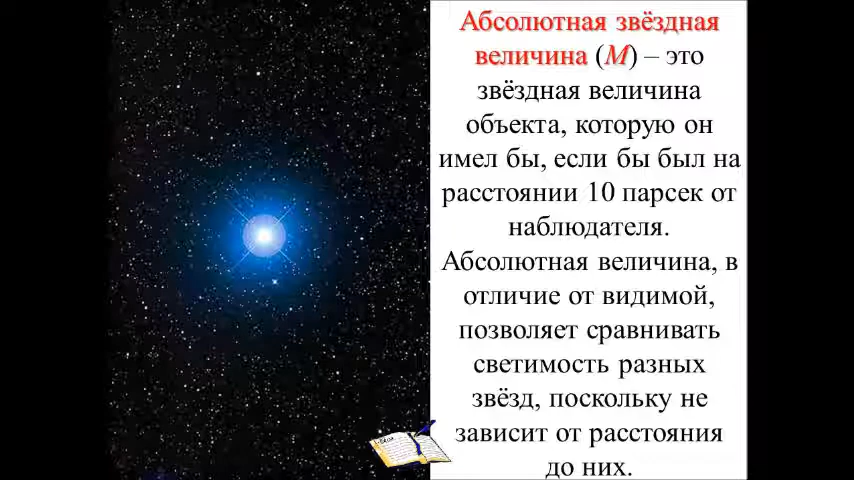 Абсолютная звёздная
величина (M) – это
звёздная величина
объекта, которую он
имел бы, если бы был на
расстоянии 10 парсек от
наблюдателя.
Абсолютная величина, в
отличие от видимой,
позволяет сравнивать
светимость разных
звёзд, поскольку не
зависит от расстояния
до них.